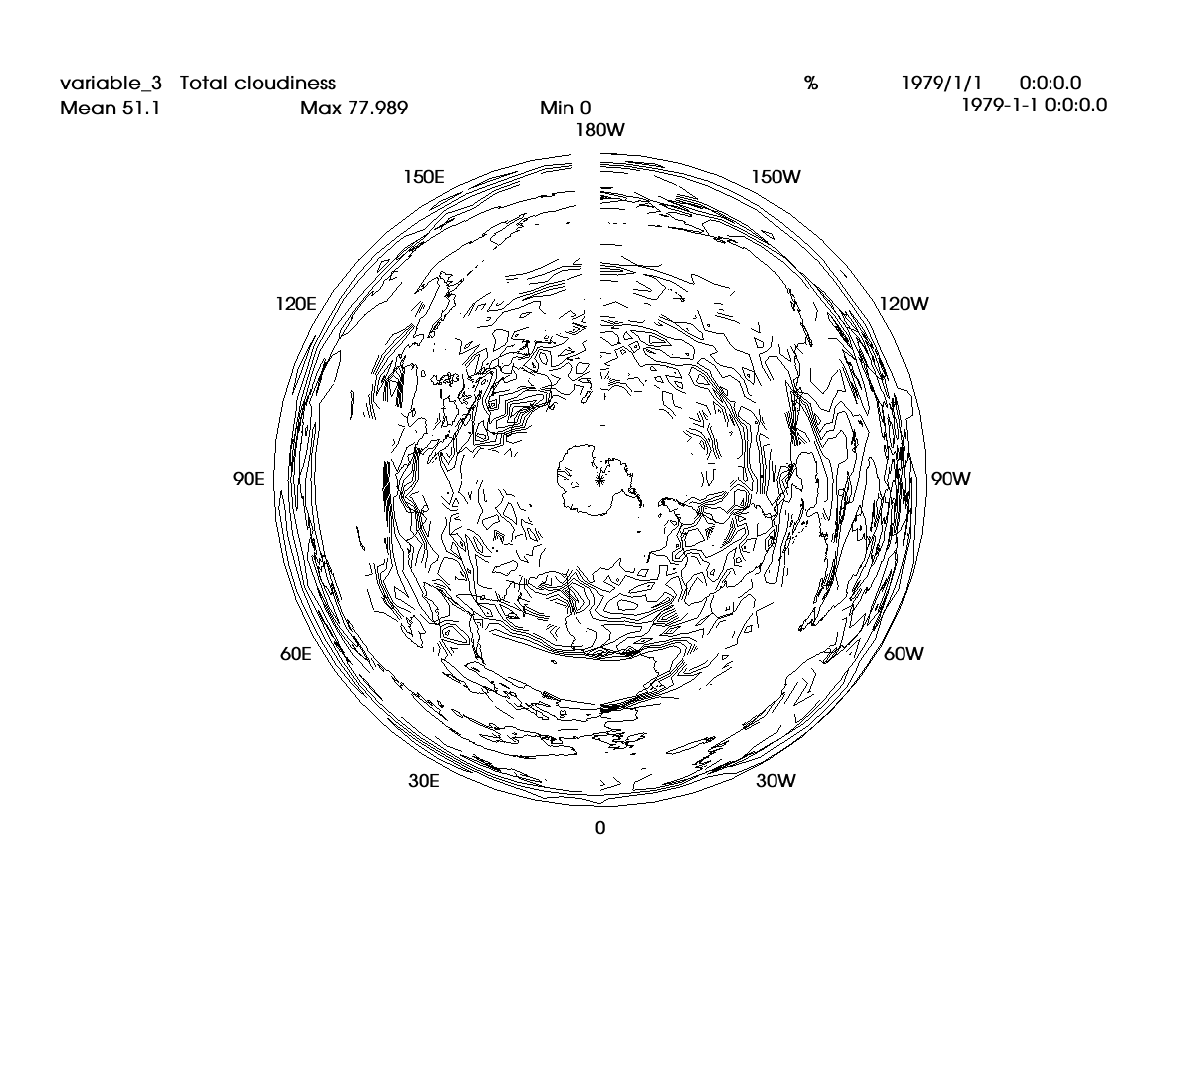 variable_3 Total cloudiness % 1979/1/1 0:0:0.0
Mean 51.1 Max 77.989 Min 0 1979-1-1 0:0:0.0
180W
150E 150W
120E 120W
90E 90W
60E 60W
30E 30W
0